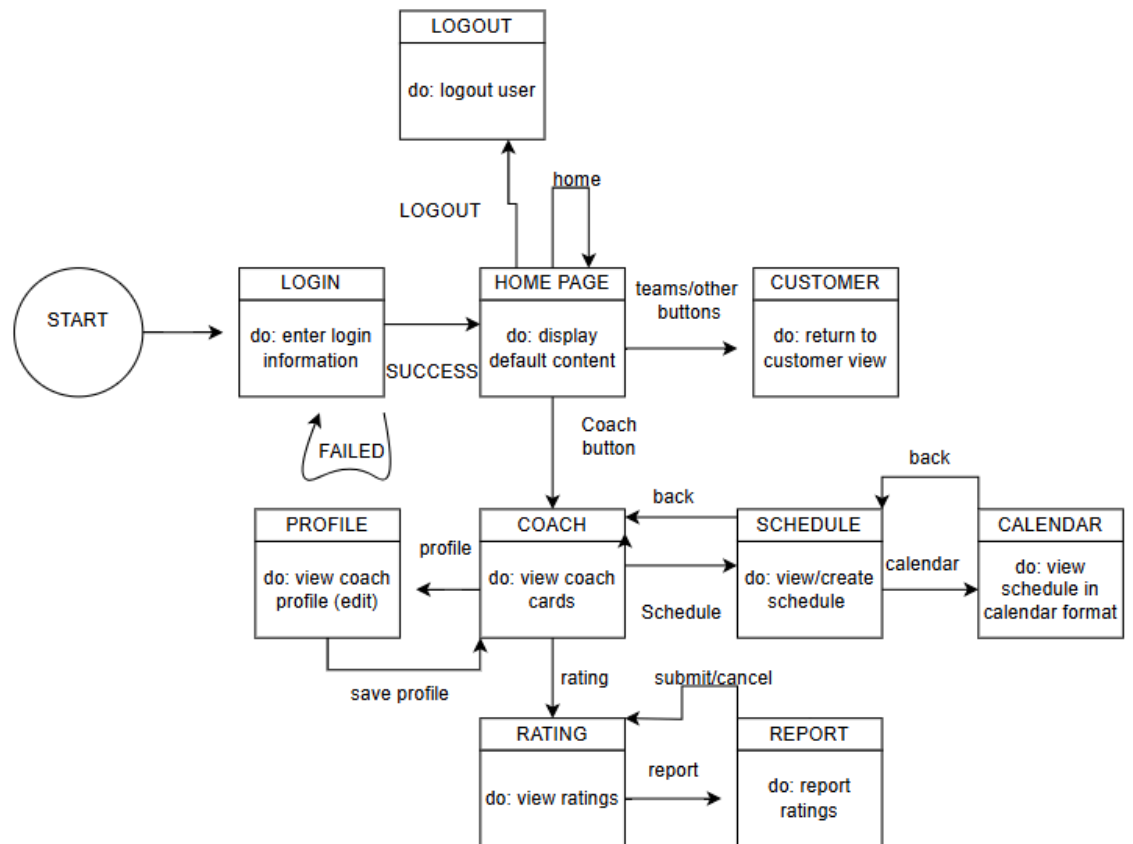 LOGOUT
do: logout user
home
LOGOUT
START
LOGIN
do: enter login
information
SUCCESS
FAILED
HOME PAGE
do: display
default content
teams/other
buttons
CUSTOMER
do: return to
customer view
Coach
button
back
PROFILE
do: view coach
profile (edit)
profile
COACH
do: view coach
cards
back
Schedule
SCHEDULE
do: view/create
schedule
calendar
CALENDAR
do: view
schedule in
calendar format
save profile
rating
submit/cancel
RATING
do: view ratings
report
REPORT
do: report
ratings